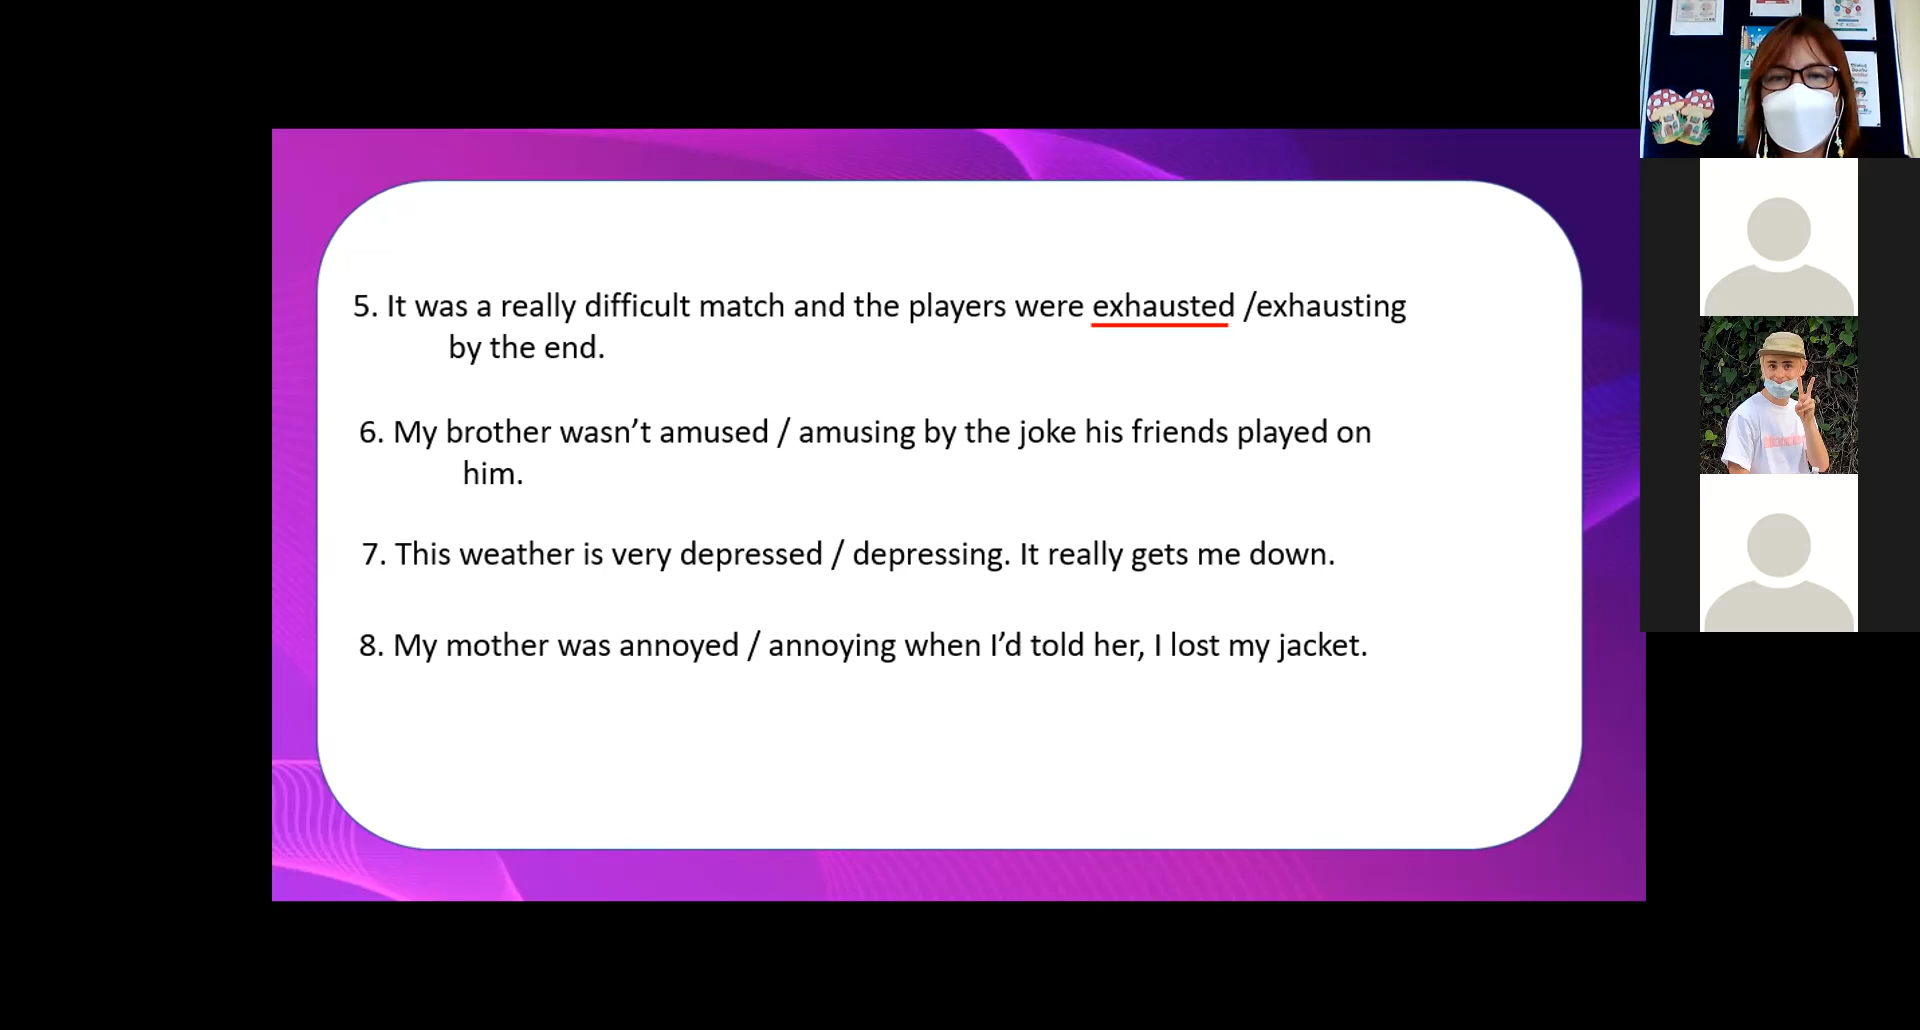 5. It was a really difficult match and the players were exhausted /exhausting
by the end.
6. My brother wasn’t amused / amusing by the joke his friends played on
him.
7. This weather is very depressed / depressing. It really gets me down.
8. My mother was annoyed / annoying when I’d told her, I lost my jacket.